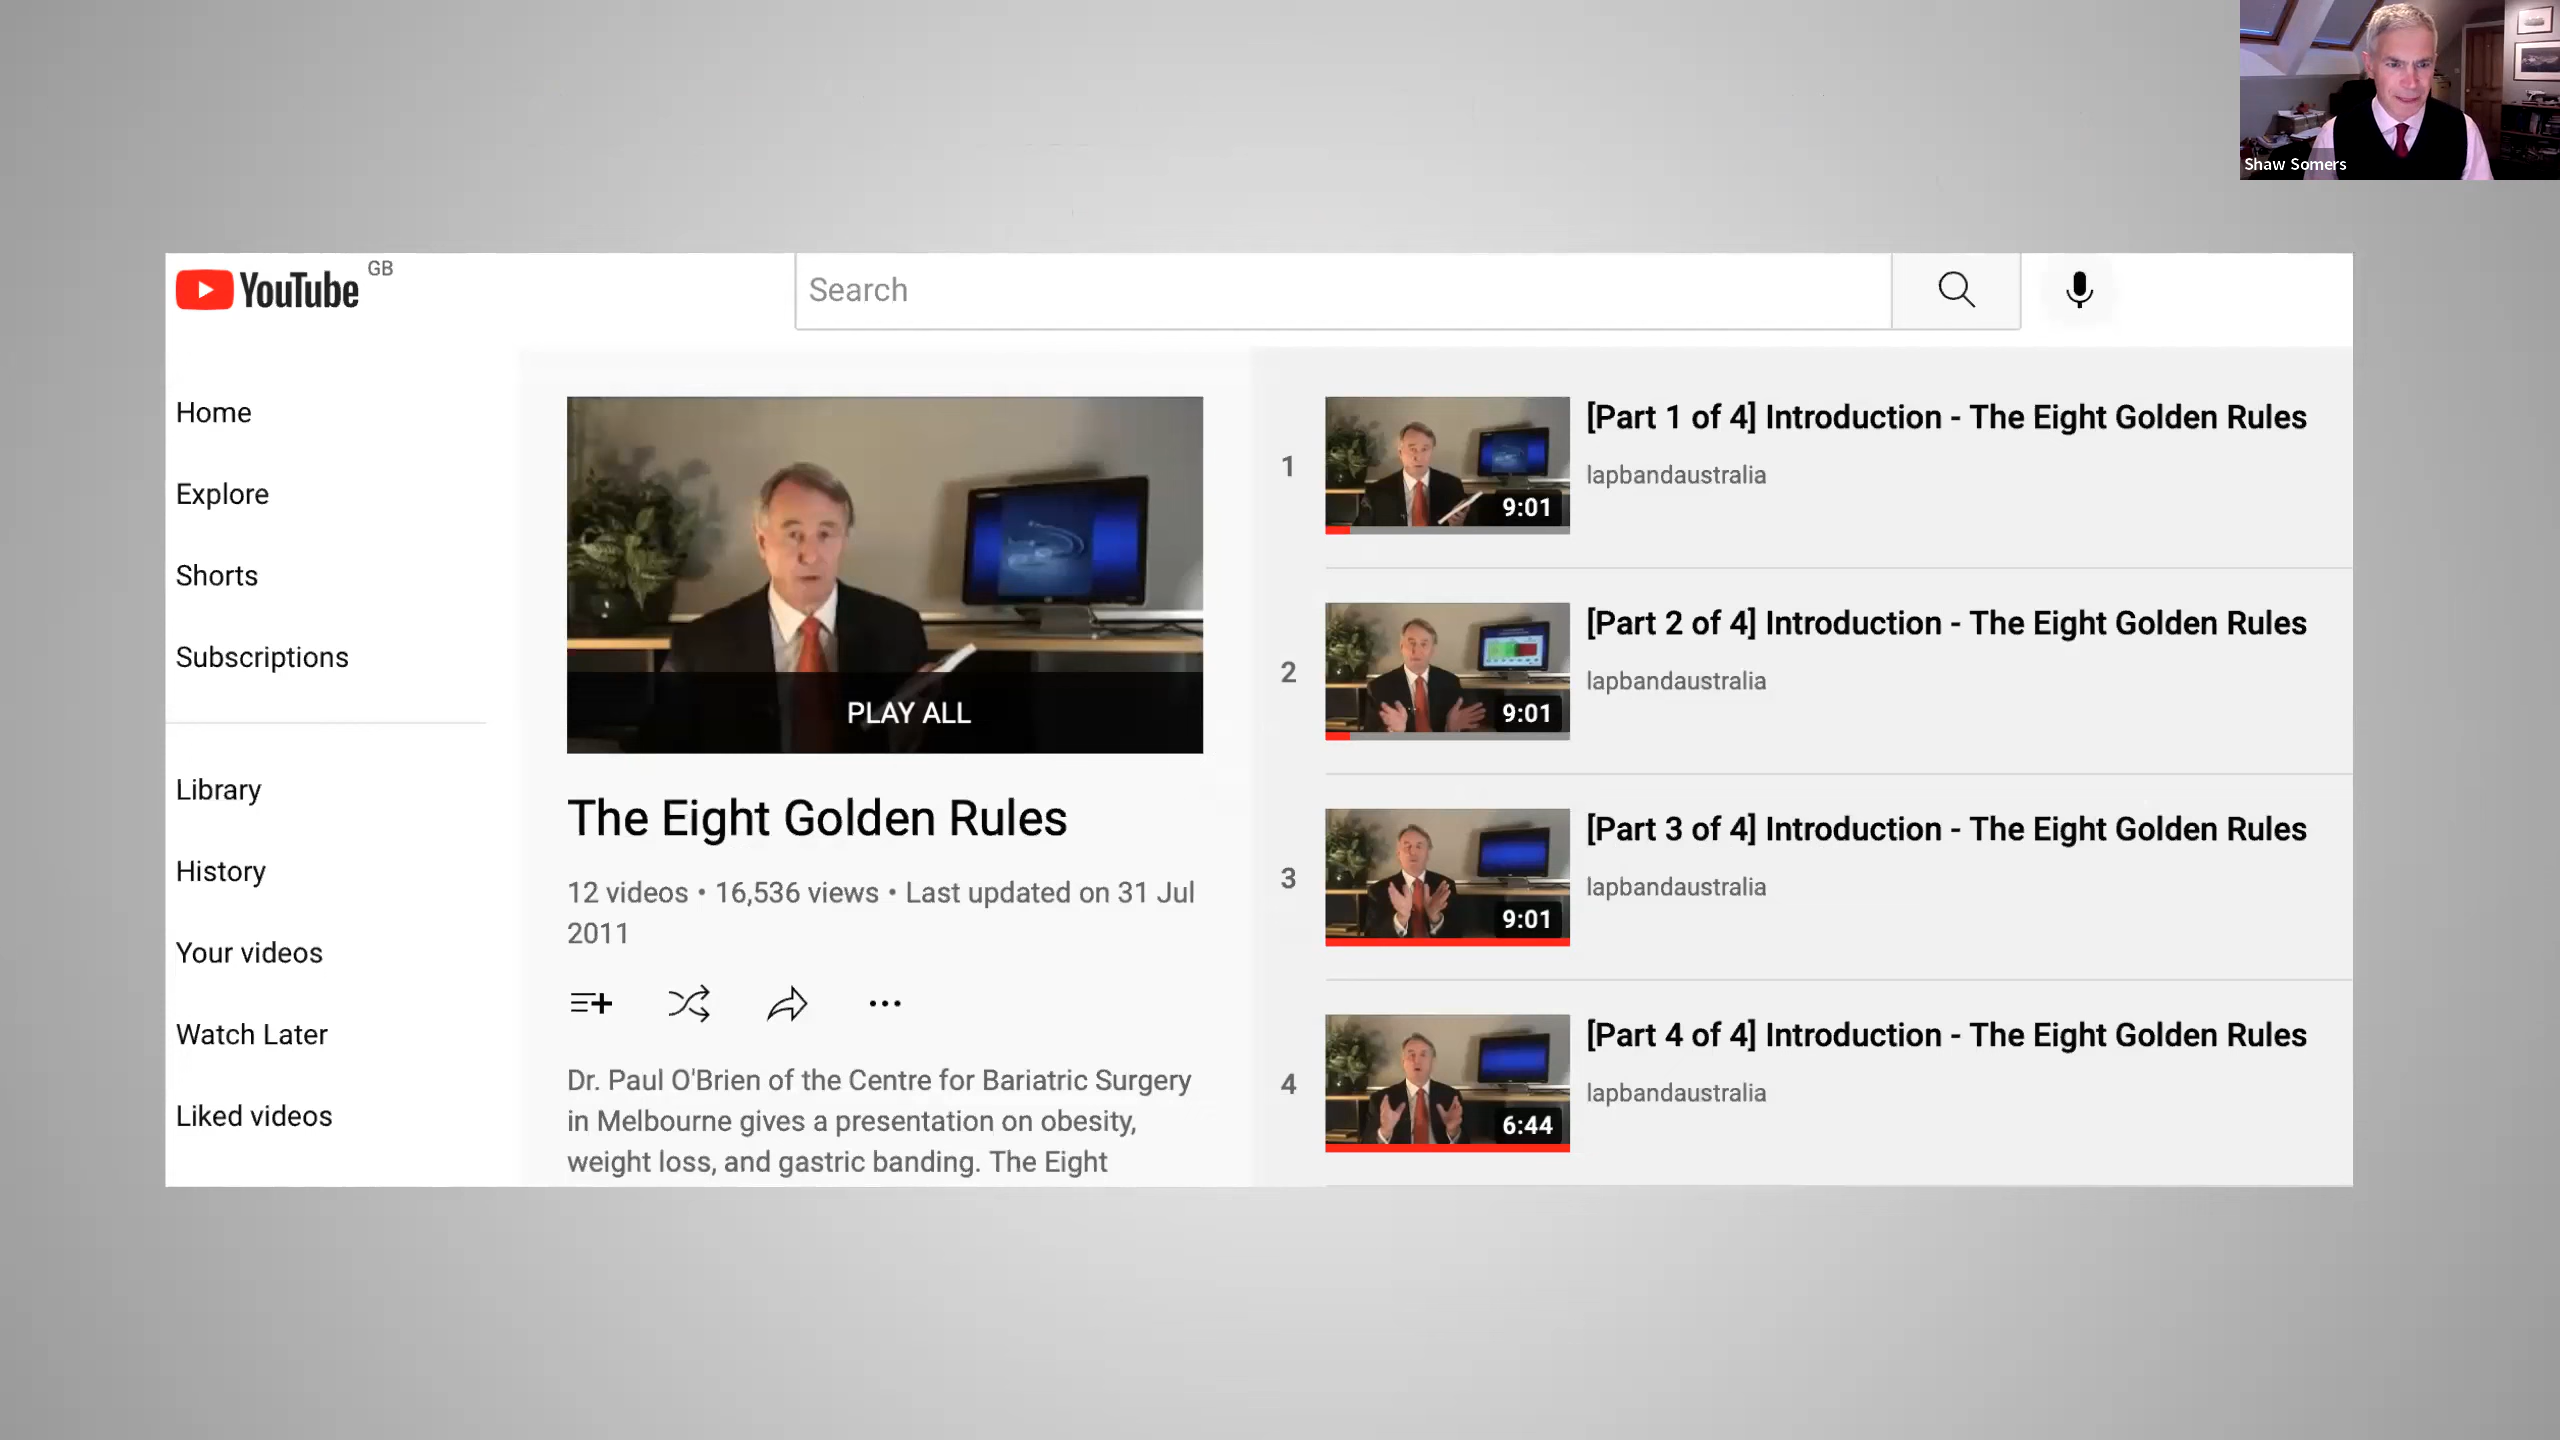 Shaw Somers
YouTube GB
Search
Home
Explore
Shorts
Subscriptions
Library
History
Your videos
Watch Later
Liked videos
PLAY ALL
The Eight Golden Rules
12 videos • 16,536 views • Last updated on 31 Jul
2011
Dr. Paul O'Brien of the Centre for Bariatric Surgery
in Melbourne gives a presentation on obesity,
weight loss, and gastric banding. The Eight
1
9:01
[Part 1 of 4] Introduction - The Eight Golden Rules
lapbandaustralia
2
9:01
[Part 2 of 4] Introduction - The Eight Golden Rules
lapbandaustralia
3
9:01
[Part 3 of 4] Introduction - The Eight Golden Rules
lapbandaustralia
4
6:44
[Part 4 of 4] Introduction - The Eight Golden Rules
lapbandaustralia